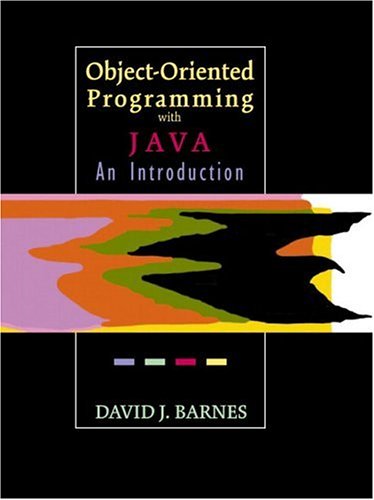 Object-Oriented
Programming
with
JAVA
An Introduction
DAVID J. BARNES